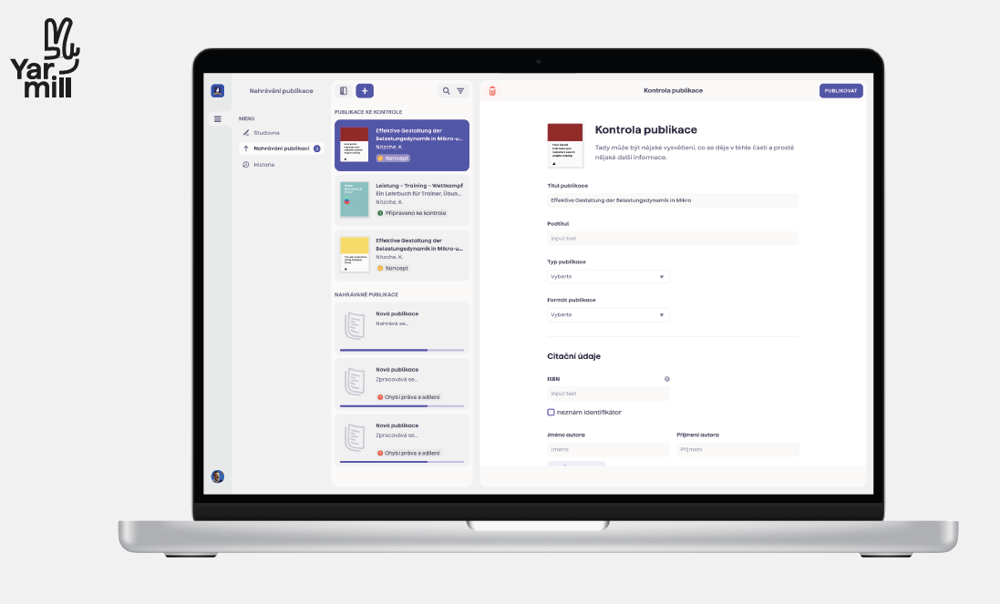 Yar
mill
Nahrávání publikace
MENU
Studovna
Nahrávání publikací 3
Historie
PUBLIKACE KE KONTROLE
Effektive Gestaltung der
Belastungsdynamik in Mikro-u...
Nitzche, K.
Koncept
Leistung - Training - Wettkampf
Ein Lehrbuch für Trainer, Übun...
Nitzche, K.
Připraveno ke kontrole
Effektive Gestaltung der
Belastungsdynamik in Mikro-u...
Nitzche, K.
Koncept
NAHRÁVANÉ PUBLIKACE
Nová publikace
Nahrává se...
Nová publikace
Zpracovává se...
Chybí práva a sdílení
Nová publikace
Zpracovává se...
Chybí práva a sdílení
Kontrola publikace
PUBLIKOVAT
Kontrola publikace
Tady může být nějaké vysvětlení, co se děje v téhle části a prostě
nějaké další informace.
Titul publikace
Effektive Gestaltung der Belastungsdynamik in Mikro
Podtitul
Input text
Typ publikace
Vyberte
Formát publikace
Vyberte
Citační údaje
ISBN
Input text
neznám identifikátor
Jméno autora
Příjmení autora
Jméno
Příjmení